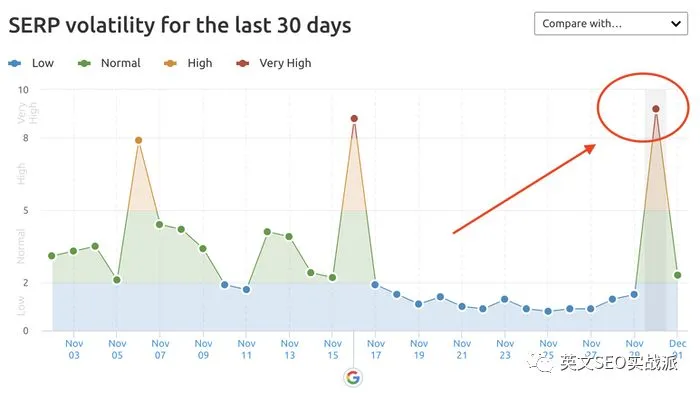 SERP volatility for the last 30 days
Compare with...
Low
Normal
High
Very High
10
Very High
8
High
5
Normal
2
Low
0
Nov 03
Nov 05
Nov 07
Nov 09
Nov 11
Nov 13
Nov 15
Nov 17
Nov 19
Nov 21
Nov 23
Nov 25
Nov
Nov 29
Dec 01
G
英文SEO实战派